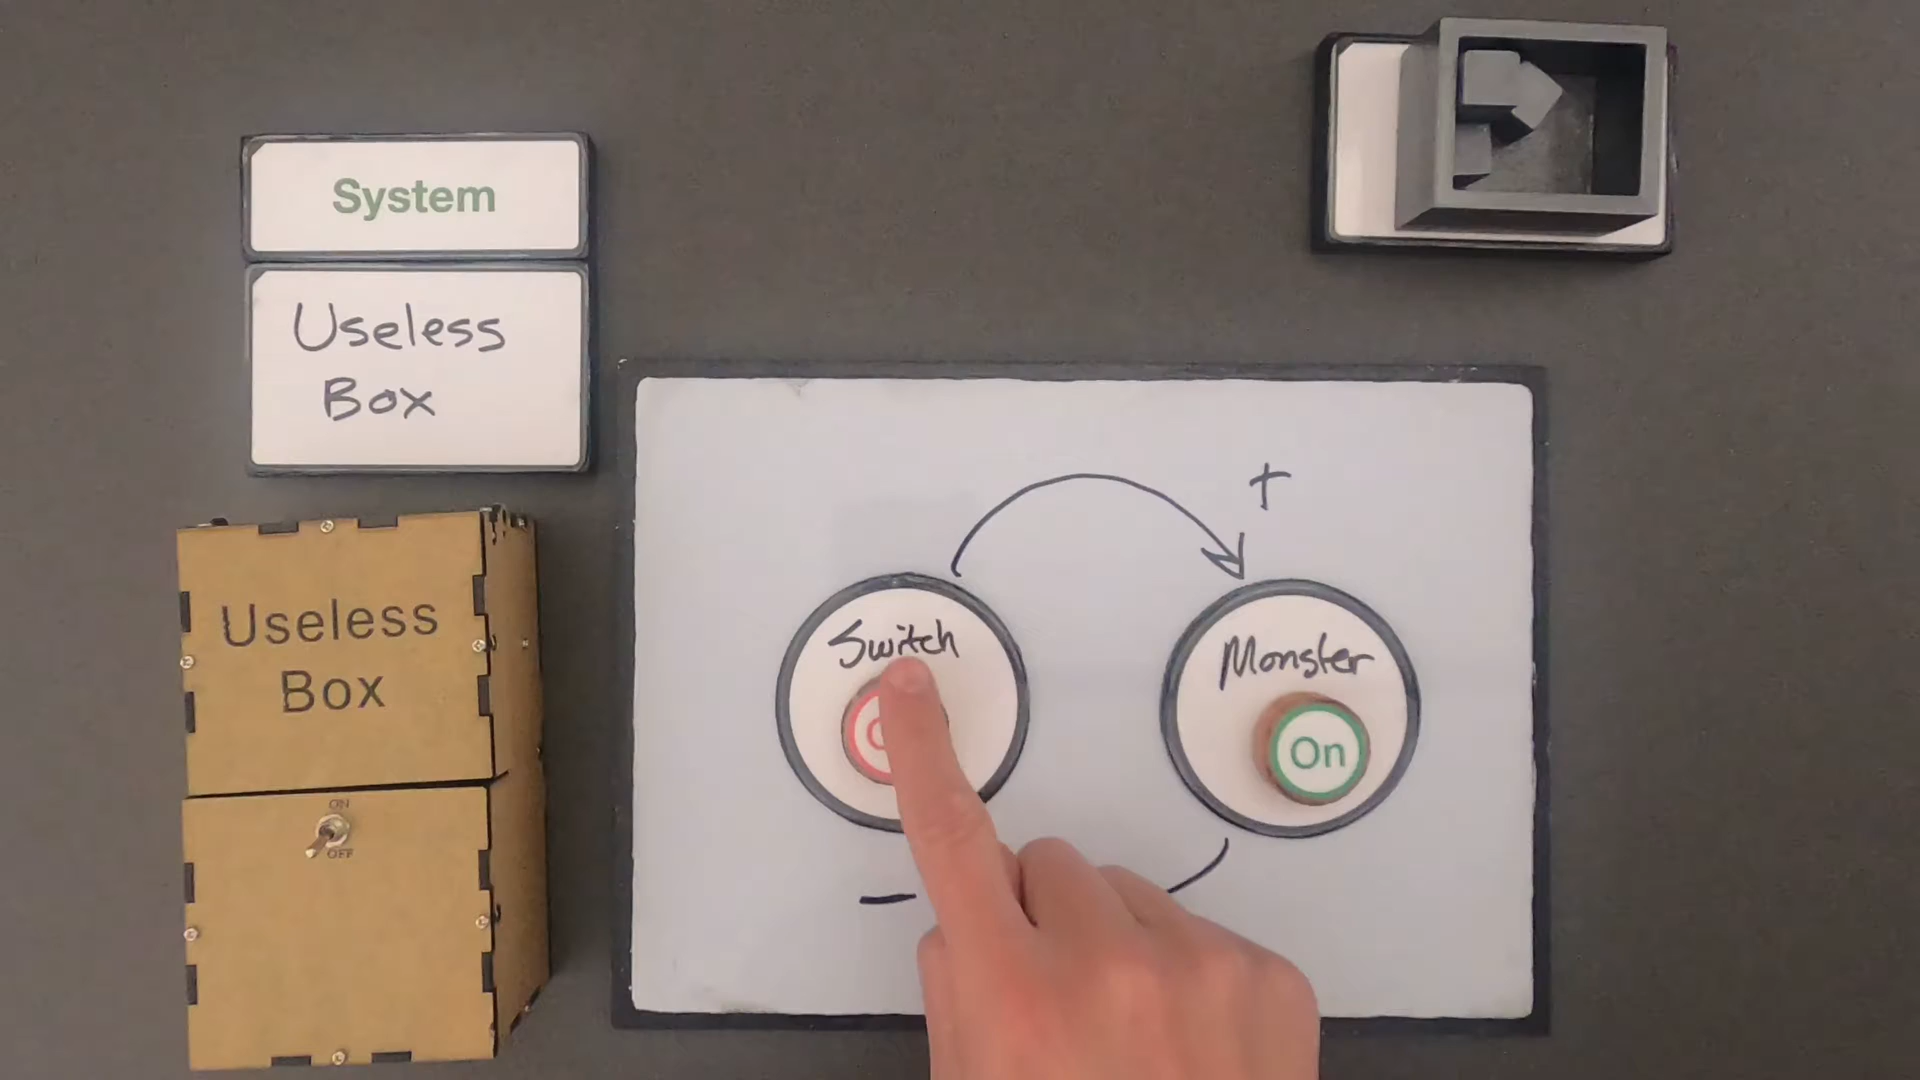 System
Useless
Box
Useless
Box
ON
OFF
+
Switch
Monster
On
-